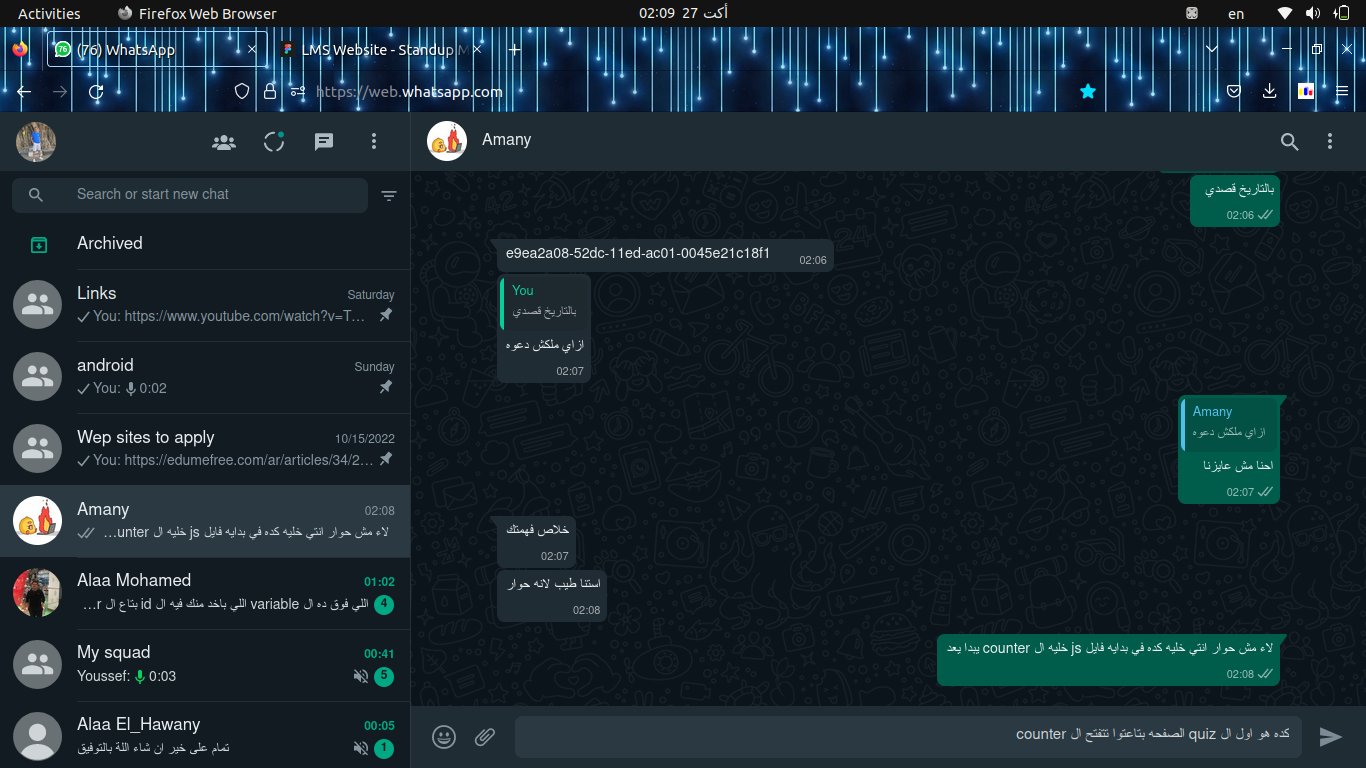 Activities
Firefox Web Browser
02:09 27 أكت
en
(76) WhatsApp
LMS Website - Standup M
https://web.whatsapp.com
Search or start new chat
Archived
Links
Saturday
You: https://www.youtube.com/watch?v=T...
android
Sunday
You: 0:02
Wep sites to apply
10/15/2022
You: https://edumefree.com/ar/articles/34/2...
Amany
02:08
لاء مش حوار انتي خليه كده في بدايه فايل js خليه ال unter...
Alaa Mohamed
01:02
اللي فوق ده ال variable اللي باخد منك فيه ال id بتاع ال r...
4
My squad
00:41
Youssef: 0:03
5
Alaa El_Hawany
00:05
تمام على خير ان شاء اللة بالتوفيق
1
Amany
بالتاريخ قصدي
02:06
e9ea2a08-52dc-11ed-ac01-0045e21c18f1
02:06
You
بالتاريخ قصدي
ازاي ملكش دعوه
02:07
Amany
ازاي ملكش دعوه
احنا مش عايزنا
02:07
خلاص فهمتك
02:07
استنا طيب لانه حوار
02:08
لاء مش حوار انتي خليه كده في بدايه فايل js خليه ال counter يبدا يعد
02:08
كده هو اول ال quiz الصفحه بتاعتوا تتفتح ال counter